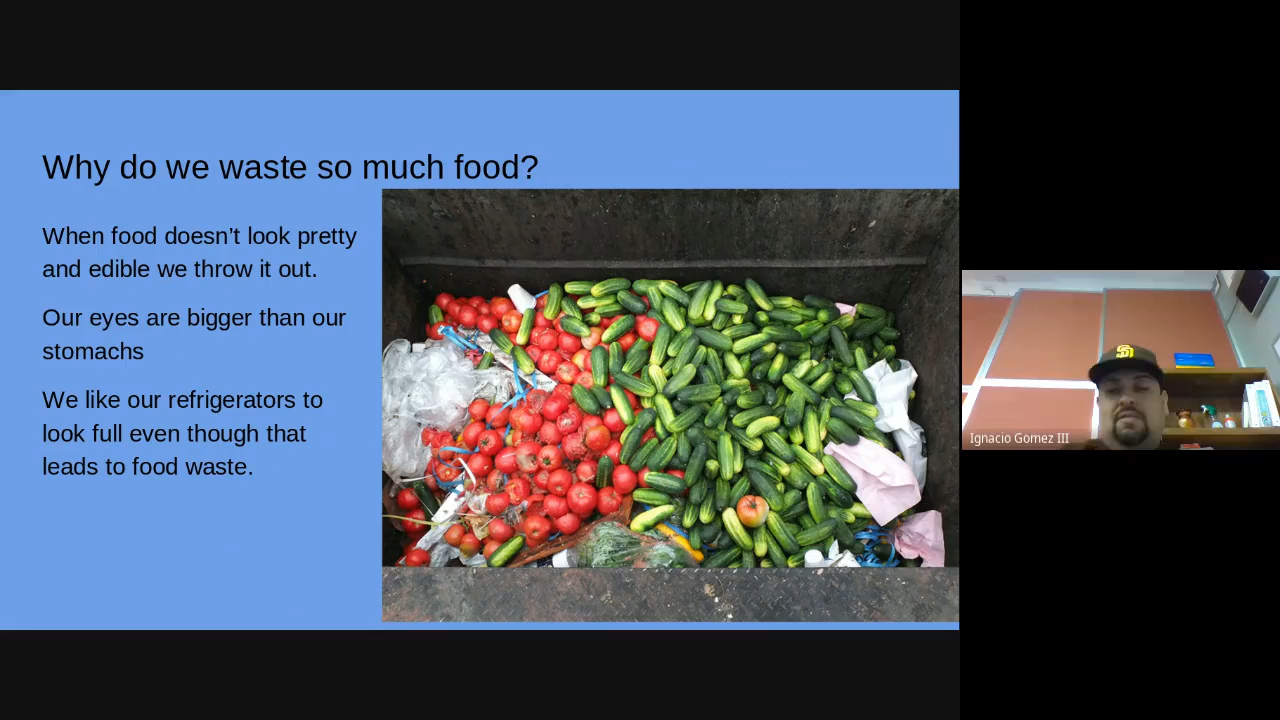 Why do we waste so much food?
When food doesn’t look pretty
and edible we throw it out.
Our eyes are bigger than our
stomachs
We like our refrigerators to
look full even though that
leads to food waste.
SD
Ignacio Gomez III